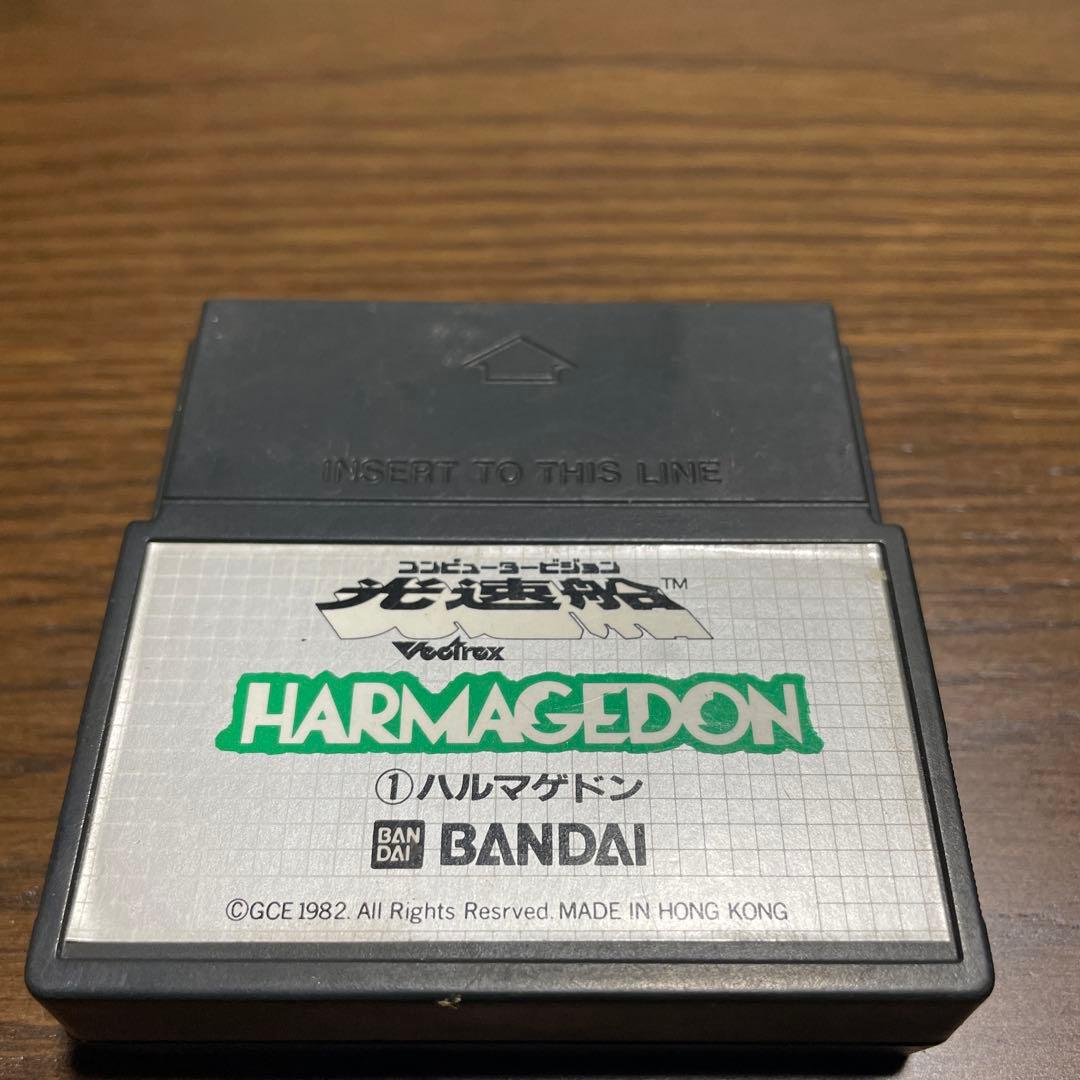 INSERT TO THIS LINE
コンピュータービジョン
光速船™
Vectrex
HARMAGEDON
①ハルマゲドン
BAN DAI BANDAI
©GCE 1982. All Rights Resrved. MADE IN HONG KONG